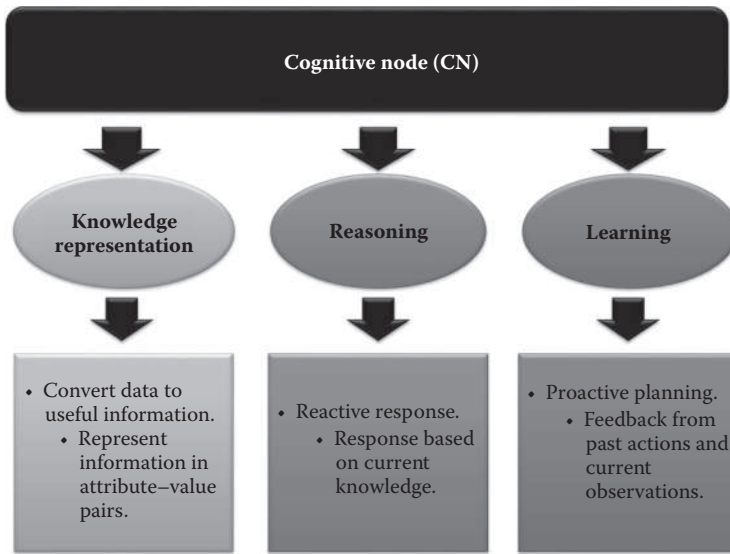 Cognitive node (CN)
Knowledge
representation
Reasoning
Learning
• Convert data to
useful information.
• Represent
information in
attribute–value
pairs.
• Reactive response.
• Response based
on current
knowledge.
• Proactive planning.
• Feedback from
past actions and
current
observations.